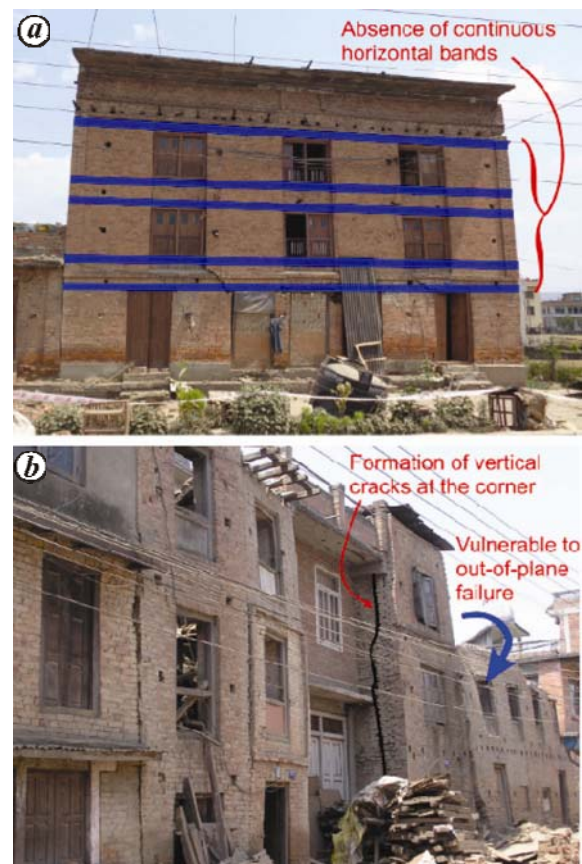 a
Absence of continuous
horizontal bands
b
Formation of vertical
cracks at the corner
Vulnerable to
out-of-plane
failure